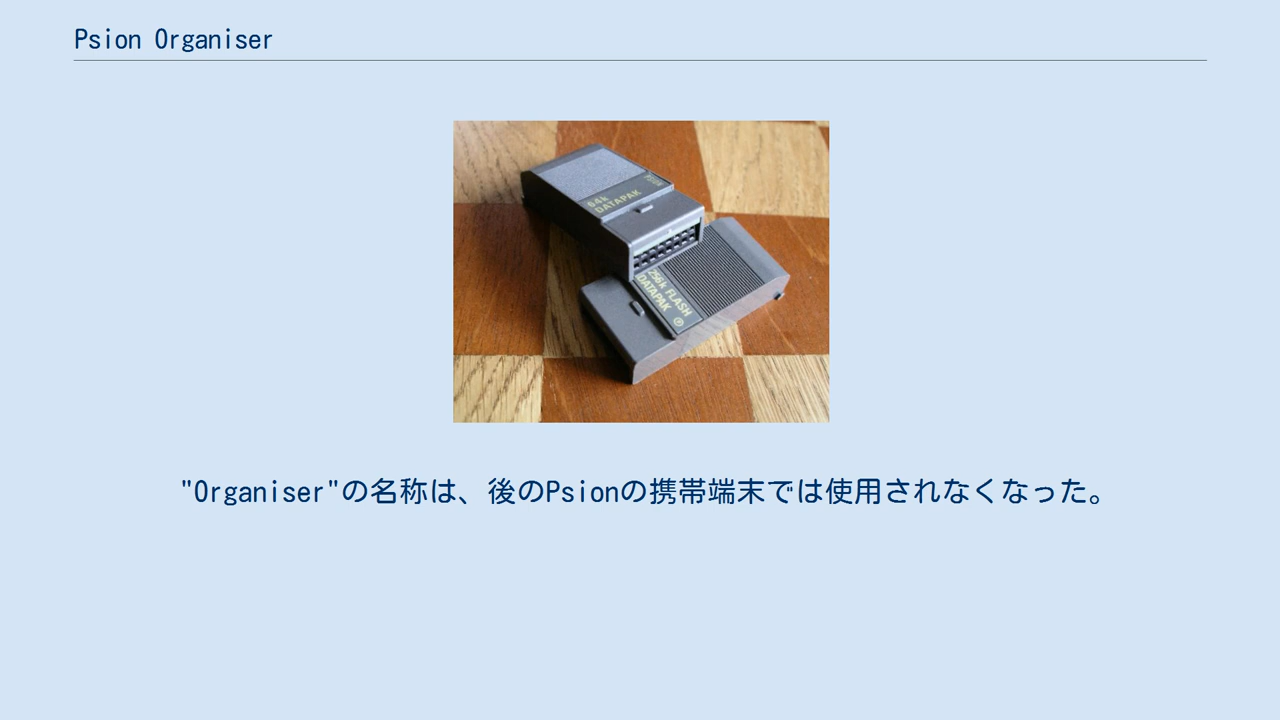 Psion Organiser
64k
DATAPAK
256k FLASH
DATAPAK
"Organiser"の名称は、後のPsionの携帯端末では使用されなくなった。